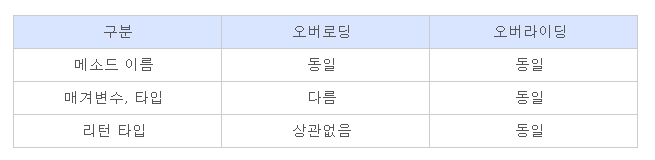 구분 오버로딩 오버라이딩
메소드 이름 동일 동일
매겨변수, 타입 다름 동일
리턴 타입 상관없음 동일